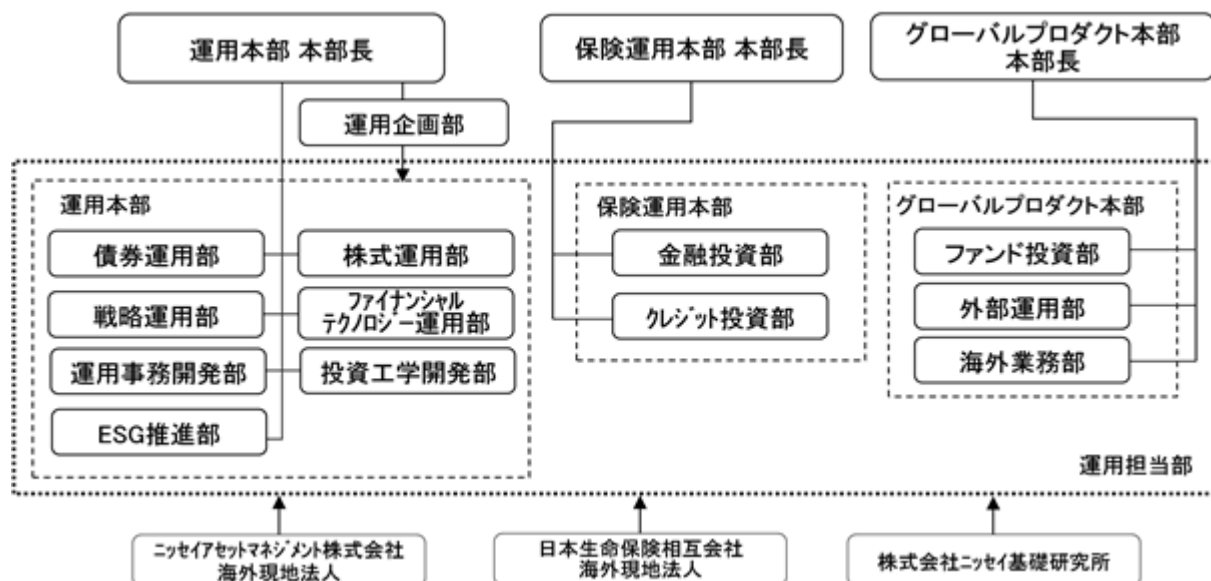 運用本部 本部長
保険運用本部 本部長
グローバルプロダクト本部
本部長
運用企画部
運用本部
債券運用部
株式運用部
戦略運用部
ファイナンシャル
テクノロジー運用部
運用事務開発部
投資工学開発部
ESG推進部
保険運用本部
金融投資部
クレジット投資部
グローバルプロダクト本部
ファンド投資部
外部運用部
海外業務部
運用担当部
ニッセイアセットマネジメント株式会社
海外現地法人
日本生命保険相互会社
海外現地法人
株式会社ニッセイ基礎研究所